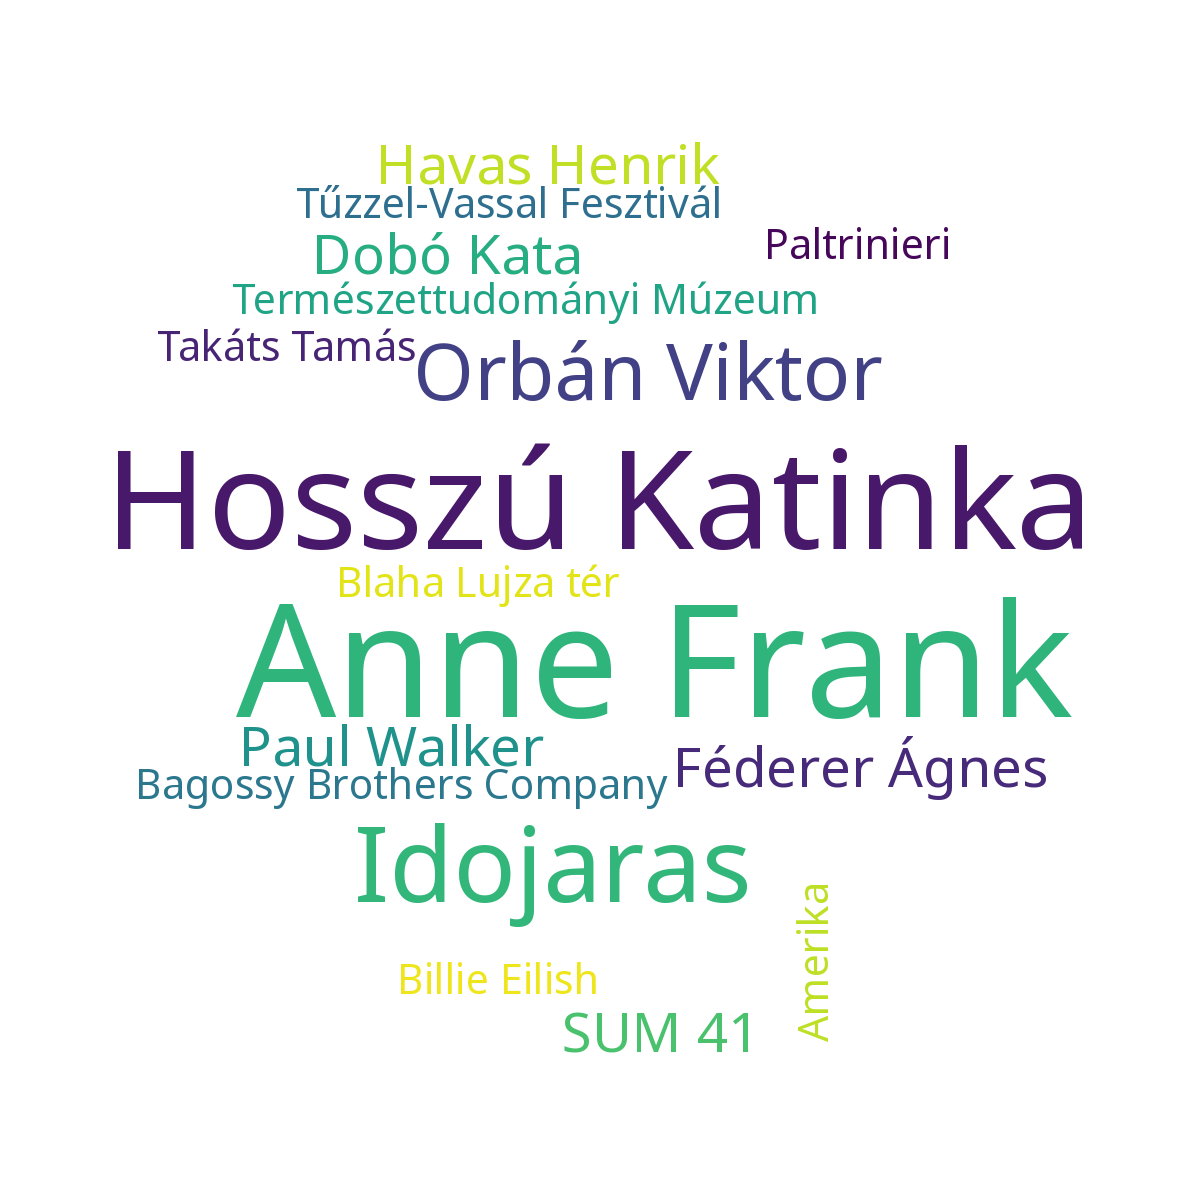 Havas Henrik
Tűzzel-Vassal Fesztivál
Dobó Kata
Paltrinieri
Természettudományi Múzeum
Takáts Tamás
Orbán Viktor
Hosszú Katinka
Blaha Lujza tér
Anne Frank
Paul Walker
Féderer Ágnes
Bagossy Brothers Company
Idojaras
Amerika
Billie Eilish
SUM 41